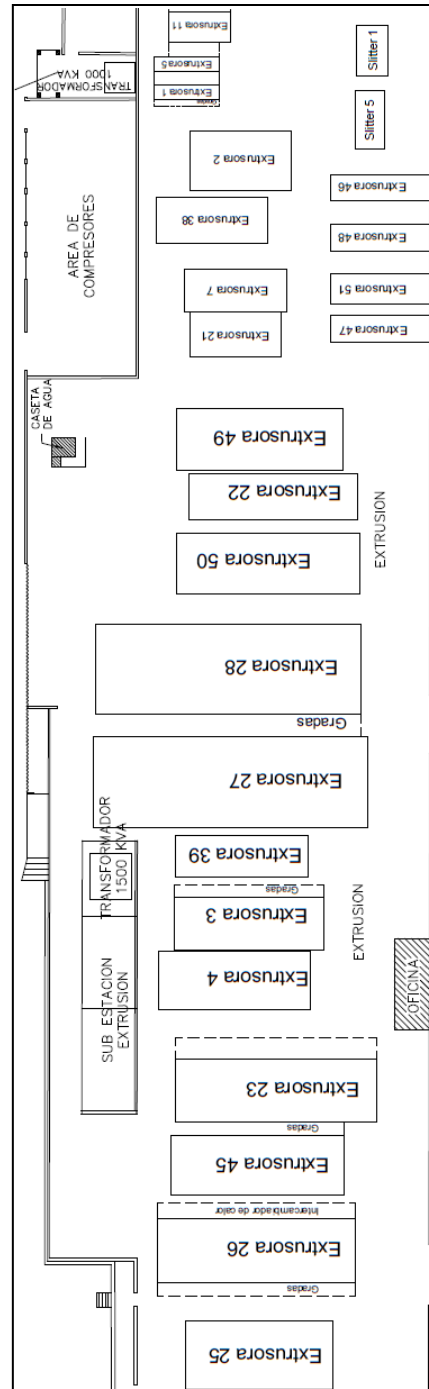 Extrusora 11
Slitter 1
Extrusora 5
TRANSFORMADOR
1000 KVA
Extrusora 1
Gradas
Slitter 5
Extrusora 2
Extrusora 46
AREA DE
COMPRESORES
Extrusora 38
Extrusora 48
Extrusora 7
Extrusora 51
Extrusora 21
Extrusora 47
CASETA
DE AGUA
Extrusora 49
Extrusora 22
EXTRUSION
Extrusora 50
Extrusora 28
Gradas
Extrusora 27
TRANSFORMADOR
1500 KVA
Extrusora 39
Gradas
Extrusora 3
EXTRUSION
Extrusora 4
SUB ESTACION
EXTRUSION
OFICINA
Extrusora 23
Gradas
Extrusora 45
Intercambiador de calor
Extrusora 26
Gradas
Extrusora 25